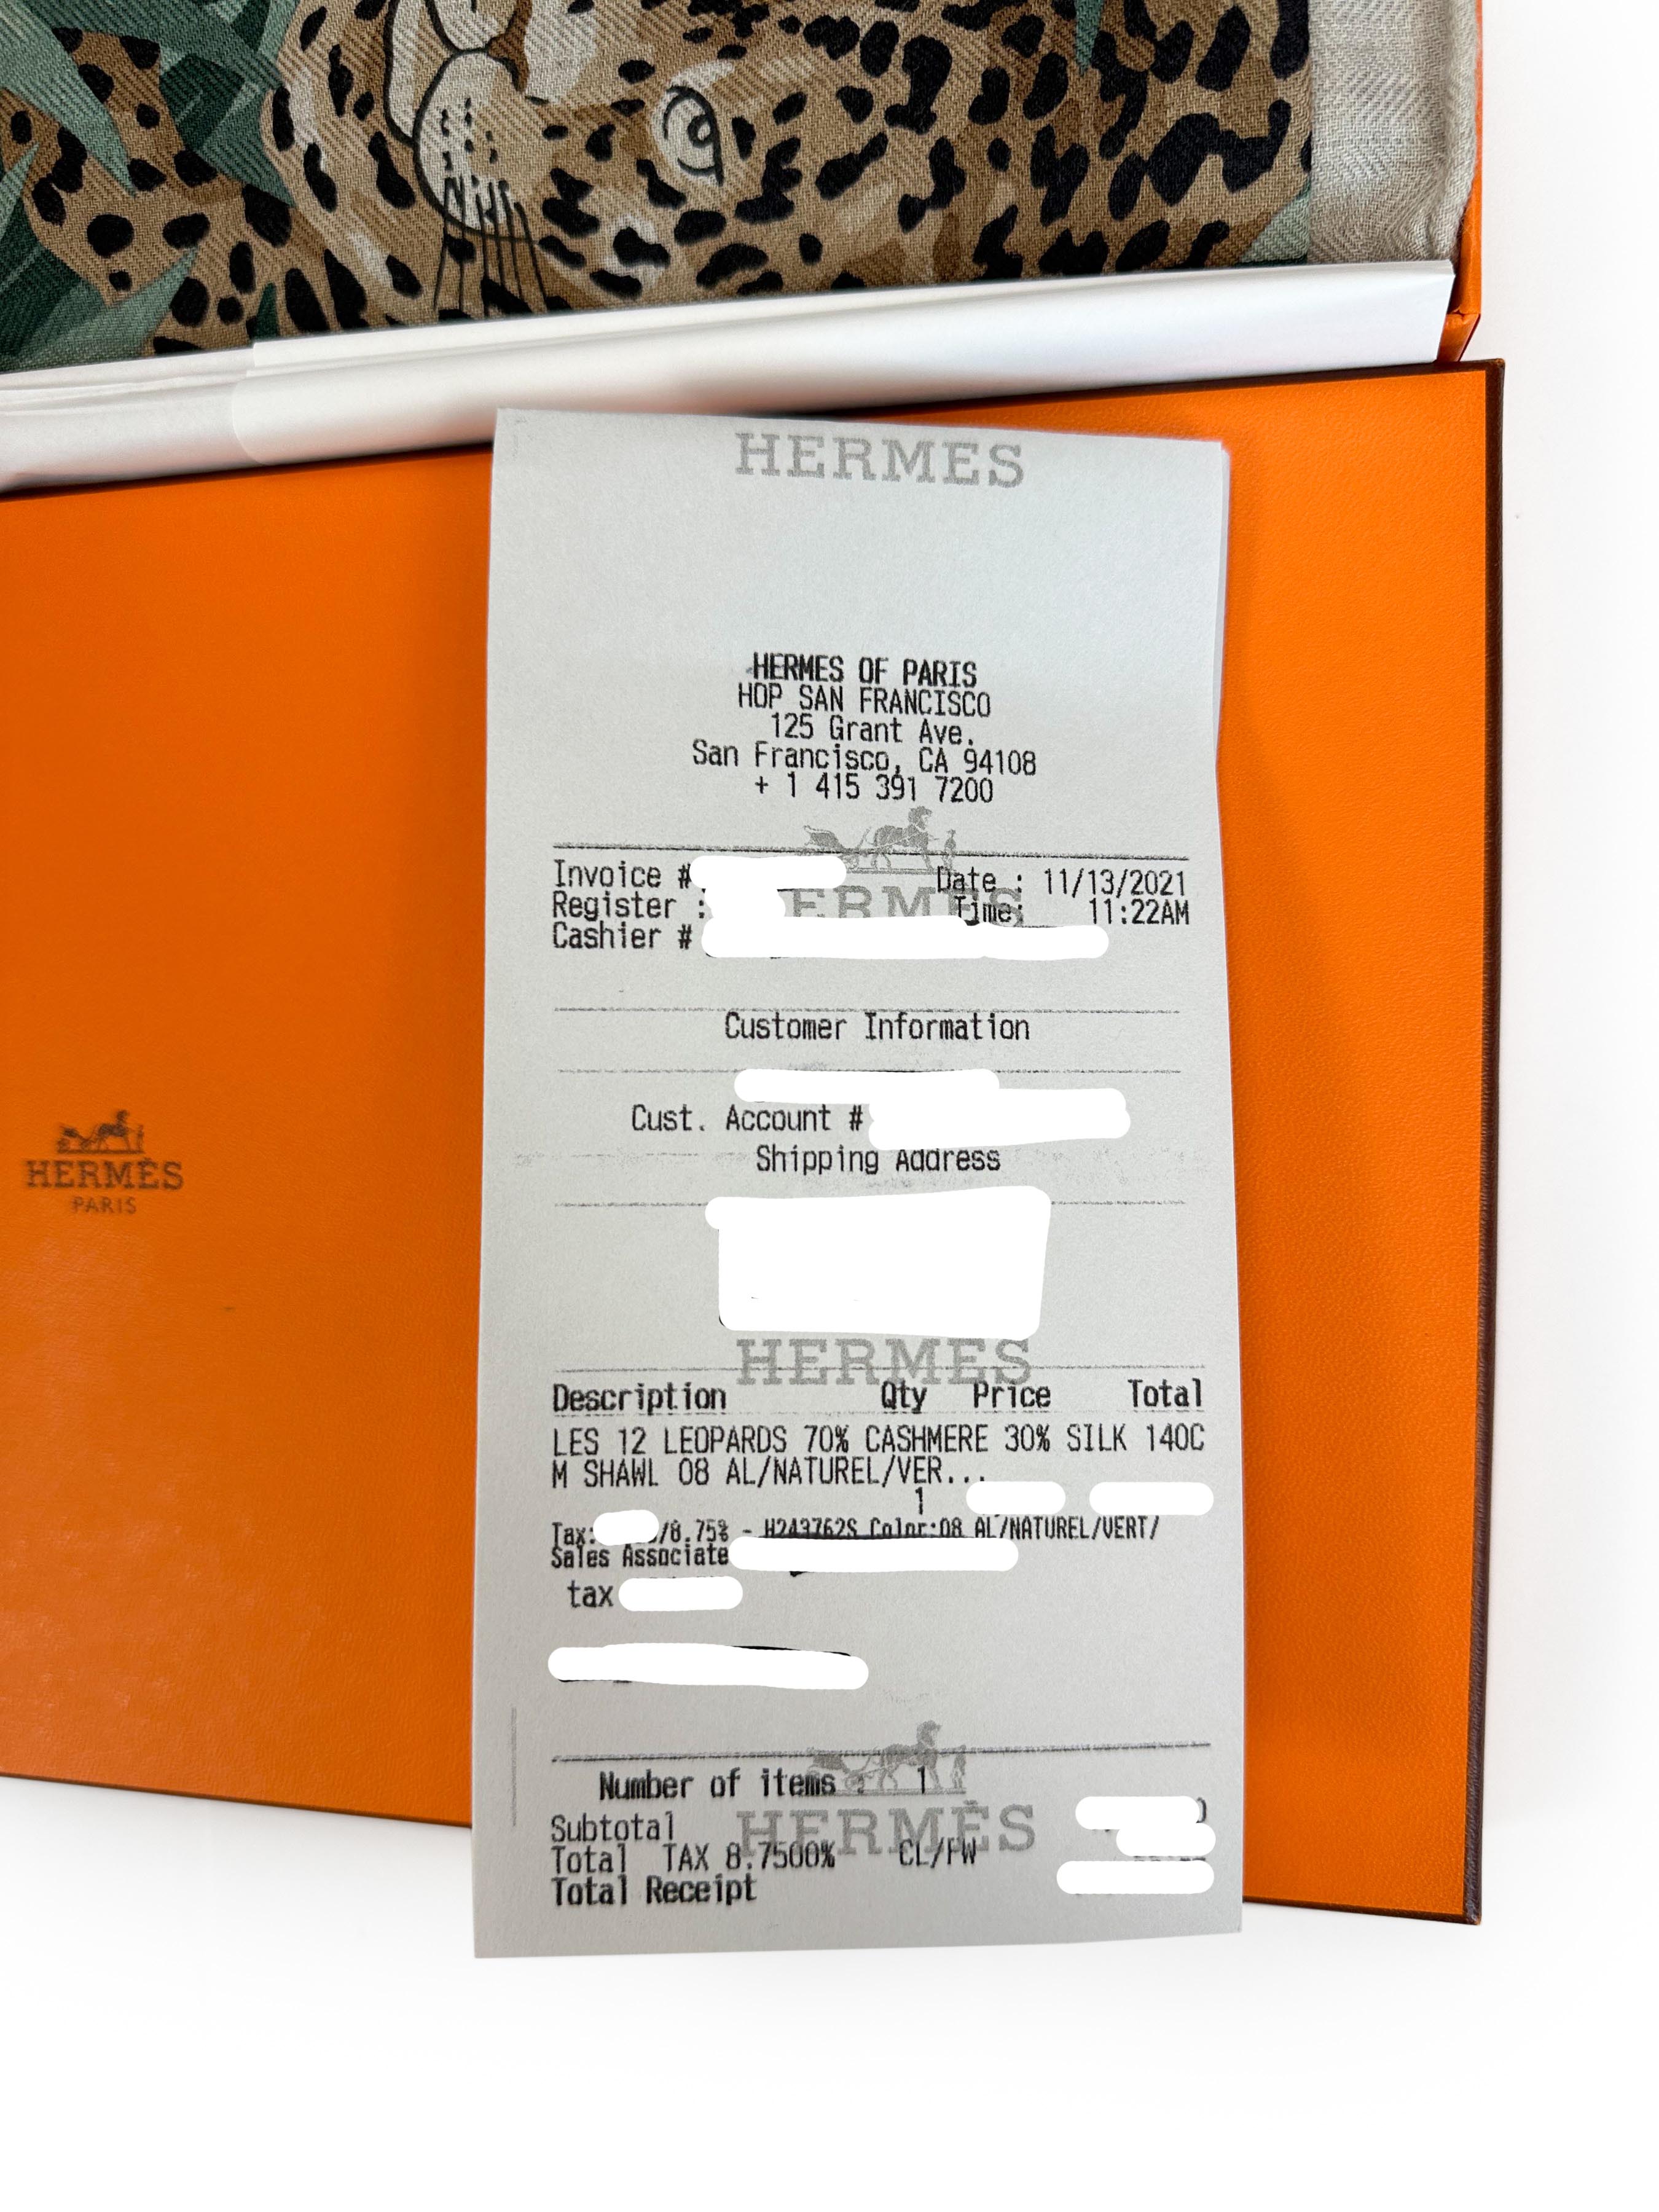 HERMES
HERMES OF PARIS
HOP SAN FRANCISCO
125 Grant Ave.
San Francisco, CA 94108
+ 1 415 391 7200
Invoice # Date : 11/13/2021
HERMES
Register : Time: 11:22AM
Cashier #
Customer Information
Cust. Account #
Shipping Address
HERMÈS
PARIS
HERMES
Description Qty Price Total
LES 12 LEOPARDS 70% CASHMERE 30% SILK 140C
M SHAWL 08 AL/NATUREL/VER...
1
Tax: /8.75% - H243762S Color:08 AL/NATUREL/VERT/
Sales Associate
tax
Number of items : 1
Subtotal
HERMÈS
Total TAX 8.7500% CL/FW
Total Receipt